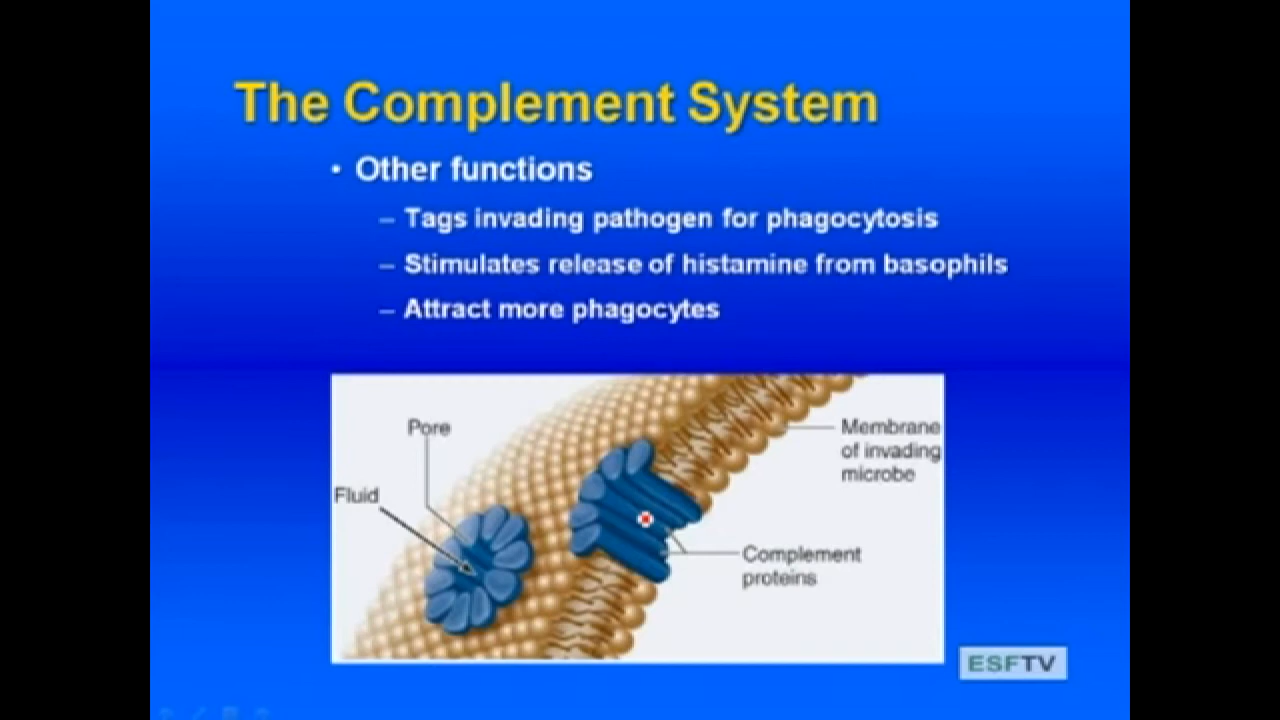 The Complement System
• Other functions
– Tags invading pathogen for phagocytosis
– Stimulates release of histamine from basophils
– Attract more phagocytes
Pore
Fluid
Membrane
of invading
microbe
Complement
proteins
ESFTV